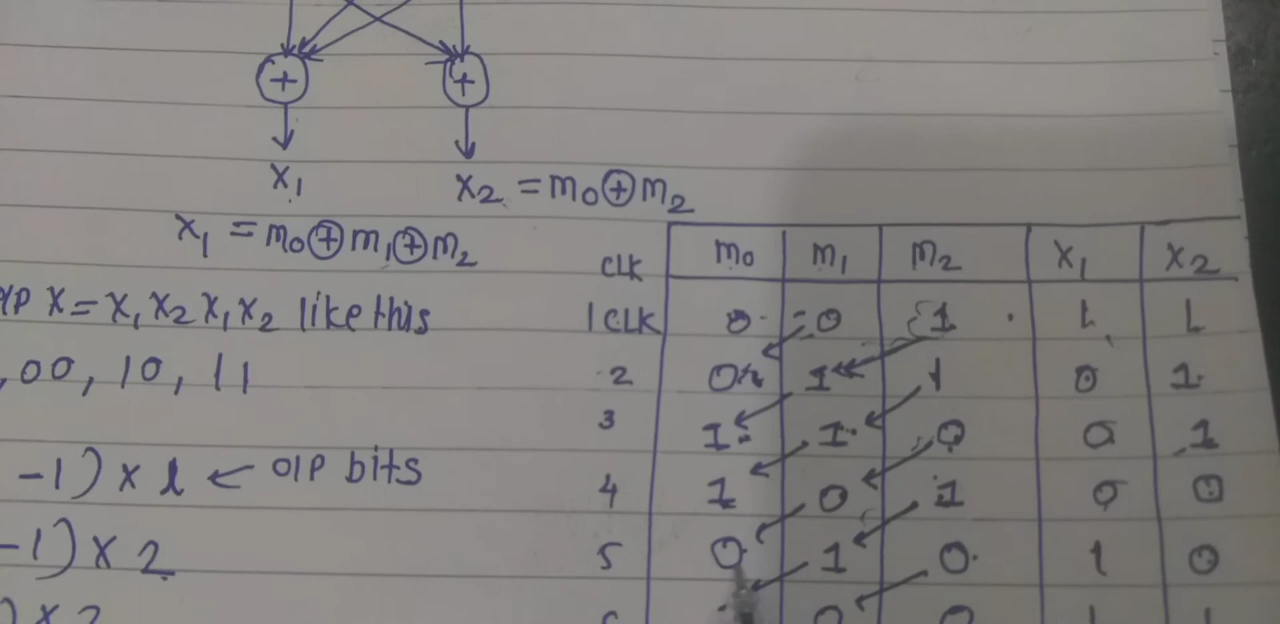 + +
x₁ x₂ = m₀⊕m₂
x₁ = m₀⊕m₁⊕m₂
O/P X = x₁ x₂ x₁ x₂ like this
,00, 10, 11
-1) x l ← O/P bits
-1) x 2
) x 2
CLK m₀ m₁ m₂ x₁ x₂
1CLK 0 0 1 1 1
2 0 1 1 0 1
3 1 1 0 0 1
4 1 0 1 0 0
5 0 1 0 1 0